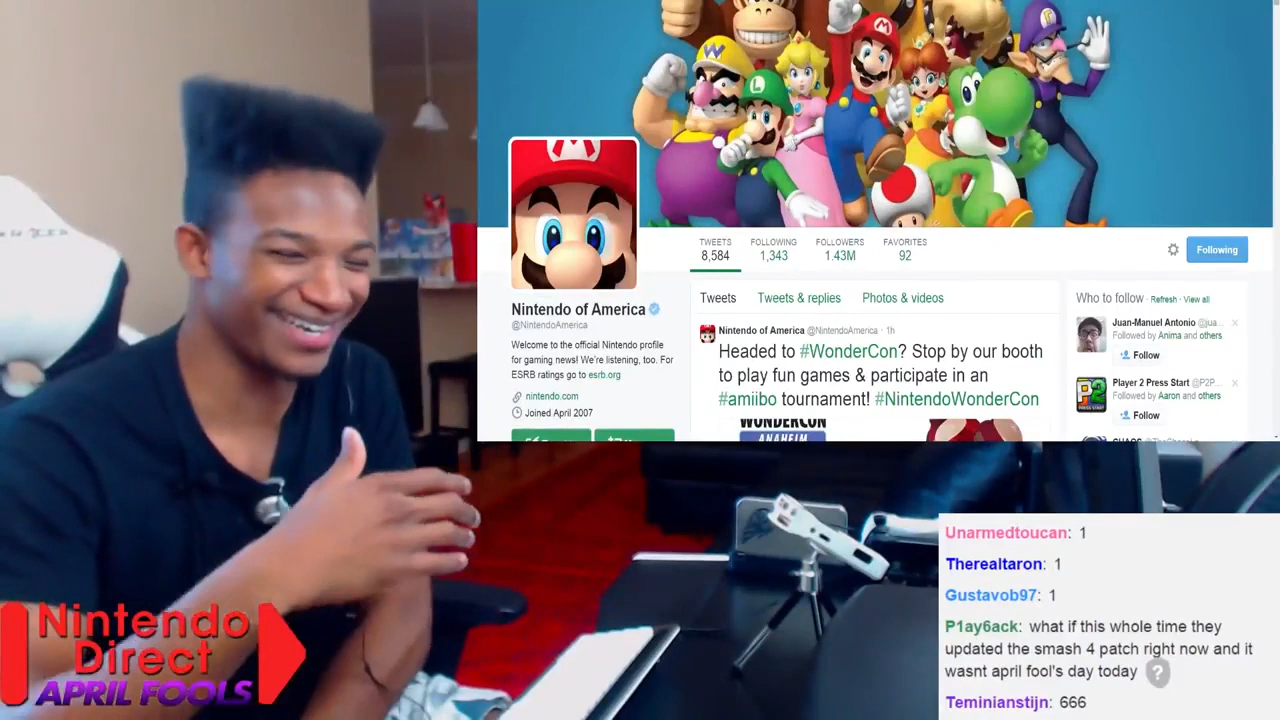 TWEETS
8,584
FOLLOWING
1,343
FOLLOWERS
1.43M
FAVORITES
92
Following
Nintendo of America
@NintendoAmerica
Welcome to the official Nintendo profile
for gaming news! We're listening, too. For
ESRB ratings go to esrb.org
nintendo.com
Joined April 2007
Tweets
Tweets & replies
Photos & videos
Nintendo of America @NintendoAmerica · 1h
Headed to #WonderCon? Stop by our booth
to play fun games & participate in an
#amiibo tournament! #NintendoWonderCon
WONDERCON
ANAHEIM
Who to follow · Refresh · View all
Juan-Manuel Antonio @jua...
Followed by Anima and others
Follow
Player 2 Press Start @P2P...
Followed by Aaron and others
Follow
Nintendo
Direct
APRIL FOOLS
Unarmedtoucan: 1
Therealtaron: 1
Gustavob97: 1
P1ay6ack: what if this whole time they
updated the smash 4 patch right now and it
wasnt april fool's day today
Teminianstijn: 666